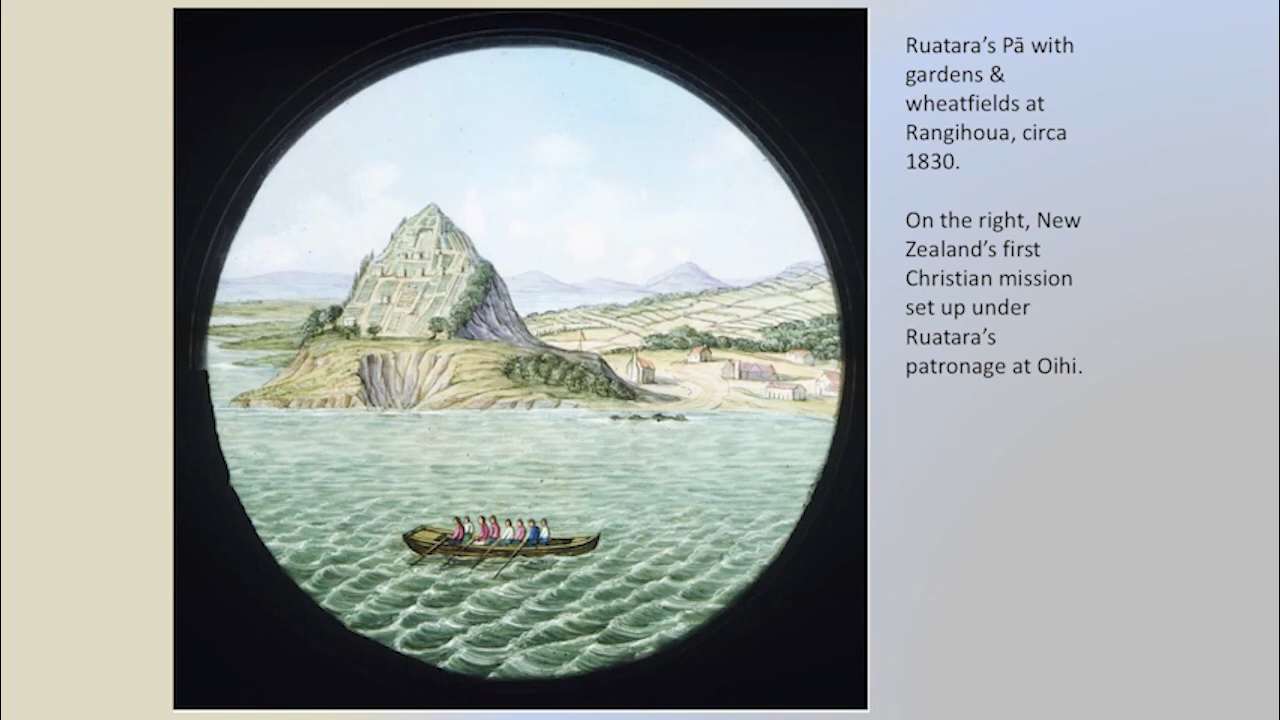 Ruatara’s Pā with
gardens &
wheatfields at
Rangihoua, circa
1830.
On the right, New
Zealand’s first
Christian mission
set up under
Ruatara’s
patronage at Oihi.